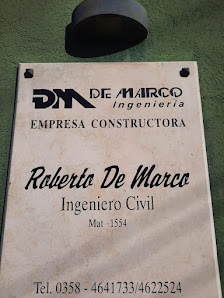 DM DE MARCO
Ingeniería
EMPRESA CONSTRUCTORA
Roberto De Marco
Ingeniero Civil
Mat -1554
Tel. 0358 - 4641733/4622524